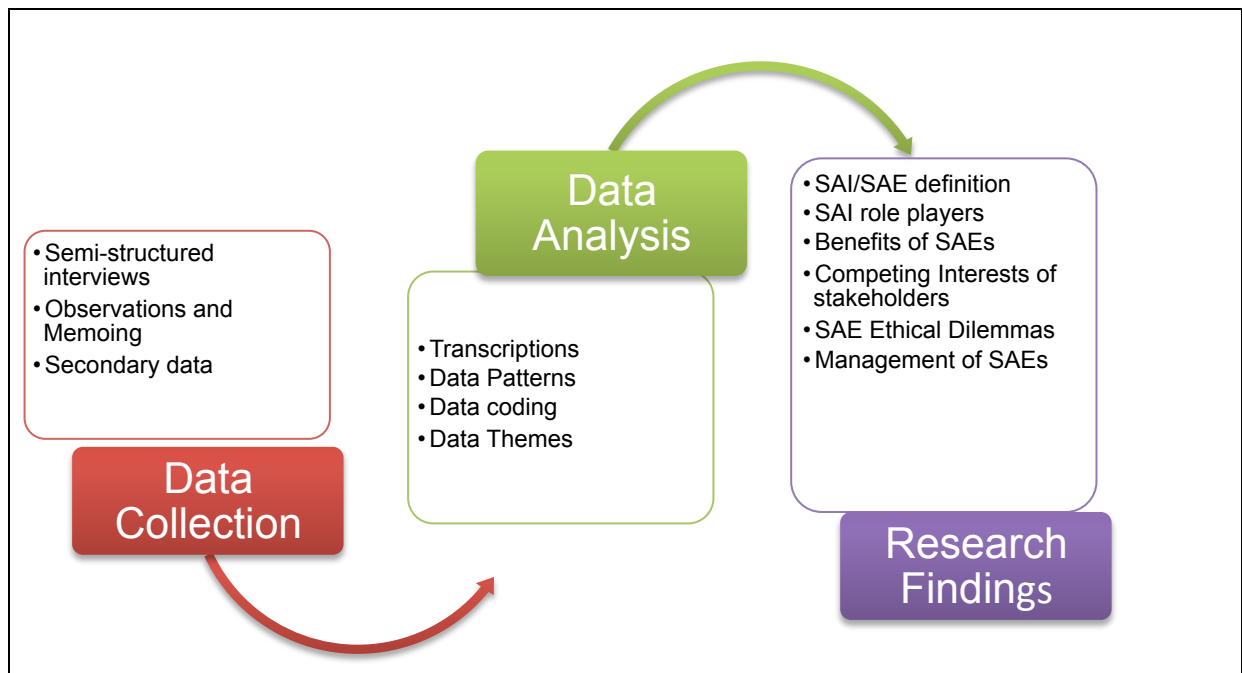 • Semi-structured
interviews
• Observations and
Memoing
• Secondary data
Data
Collection
Data
Analysis
• Transcriptions
• Data Patterns
• Data coding
• Data Themes
• SAI/SAE definition
• SAI role players
• Benefits of SAEs
• Competing Interests of
stakeholders
• SAE Ethical Dilemmas
• Management of SAEs
Research
Findings